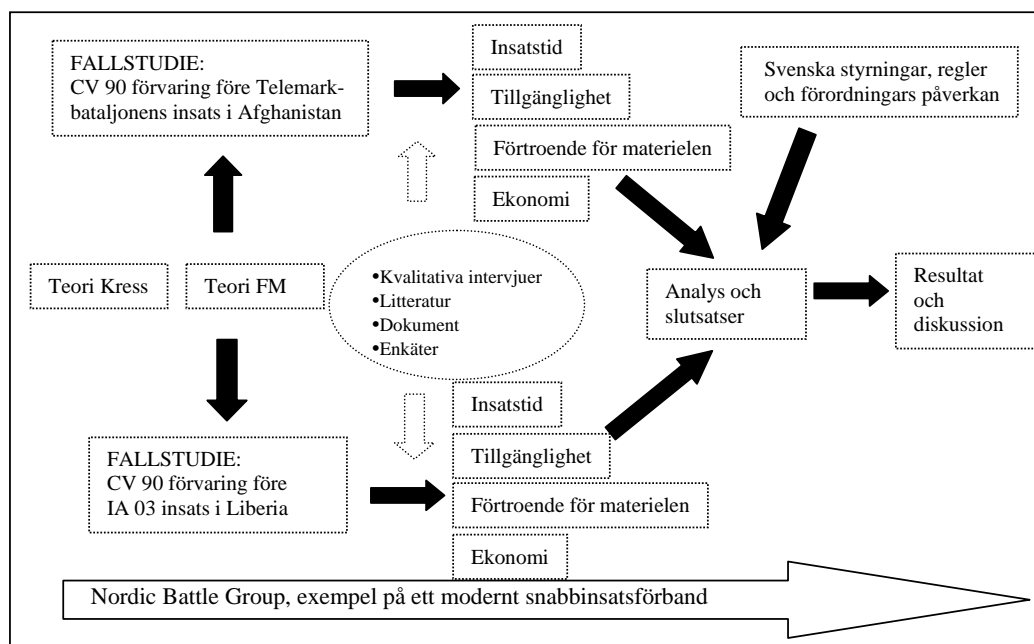 FALLSTUDIE:
CV 90 förvaring före Telemark-
bataljonens insats i Afghanistan
Insatstid
Tillgänglighet
Förtroende för materielen
Ekonomi
Svenska styrningar, regler
och förordningars påverkan
Teori Kress
Teori FM
•Kvalitativa intervjuer
•Litteratur
•Dokument
•Enkäter
Analys och
slutsatser
Resultat
och
diskussion
FALLSTUDIE:
CV 90 förvaring före
IA 03 insats i Liberia
Insatstid
Tillgänglighet
Förtroende för materielen
Ekonomi
Nordic Battle Group, exempel på ett modernt snabbinsatsförband